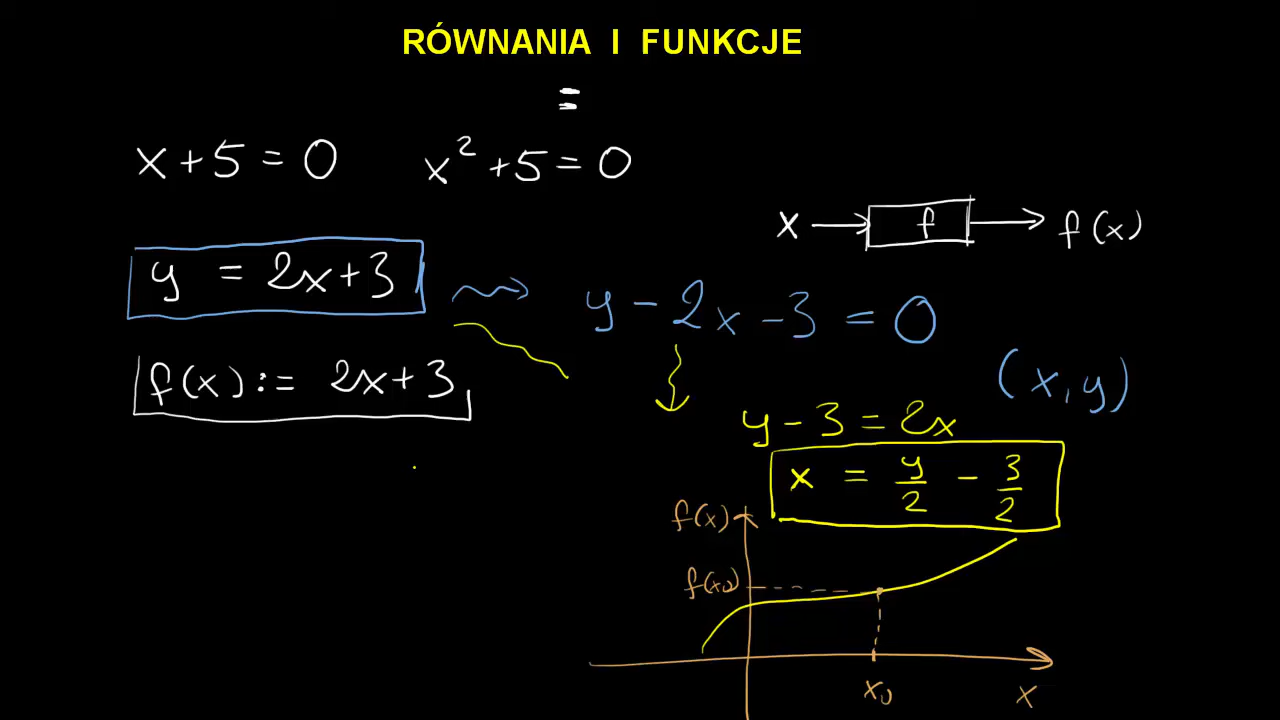 RÓWNANIA I FUNKCJE
=
x+5=0 x²+5=0
x f f(x)
y = 2x+3
y-2x-3=0
f(x):= 2x+3
(x,y)
y-3=2x
x = y/2 - 3/2
f(x)
f(x₀)
x₀ x